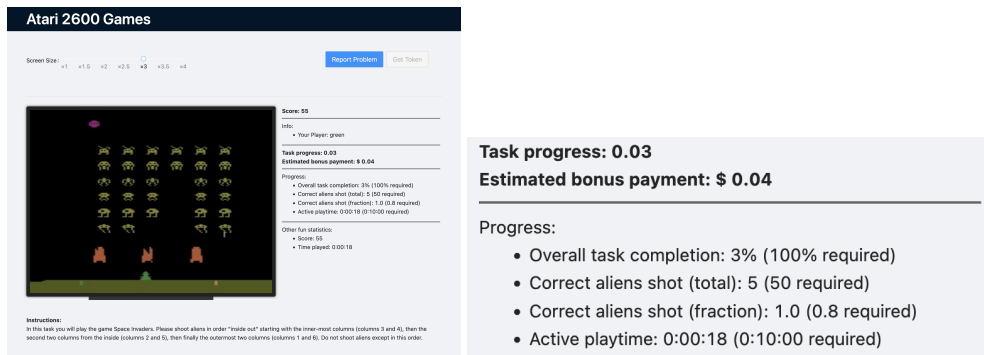 Atari 2600 Games
Screen Size:
×1 ×1.5 ×2 ×2.5 ×3 ×3.5 ×4
Report Problem
Get Token
Score: 55
Info:
• Your Player: green
Task progress: 0.03
Estimated bonus payment: $ 0.04
Progress:
• Overall task completion: 3% (100% required)
• Correct aliens shot (total): 5 (50 required)
• Correct aliens shot (fraction): 1.0 (0.8 required)
• Active playtime: 0:00:18 (0:10:00 required)
Other fun statistics:
• Score: 55
• Time played: 0:00:18
Instructions:
In this task you will play the game Space Invaders. Please shoot aliens in order "inside out" starting with the inner-most columns (columns 3 and 4), then the
second two columns from the inside (columns 2 and 5), then finally the outermost two columns (columns 1 and 6). Do not shoot aliens except in this order.
Task progress: 0.03
Estimated bonus payment: $ 0.04
Progress:
• Overall task completion: 3% (100% required)
• Correct aliens shot (total): 5 (50 required)
• Correct aliens shot (fraction): 1.0 (0.8 required)
• Active playtime: 0:00:18 (0:10:00 required)